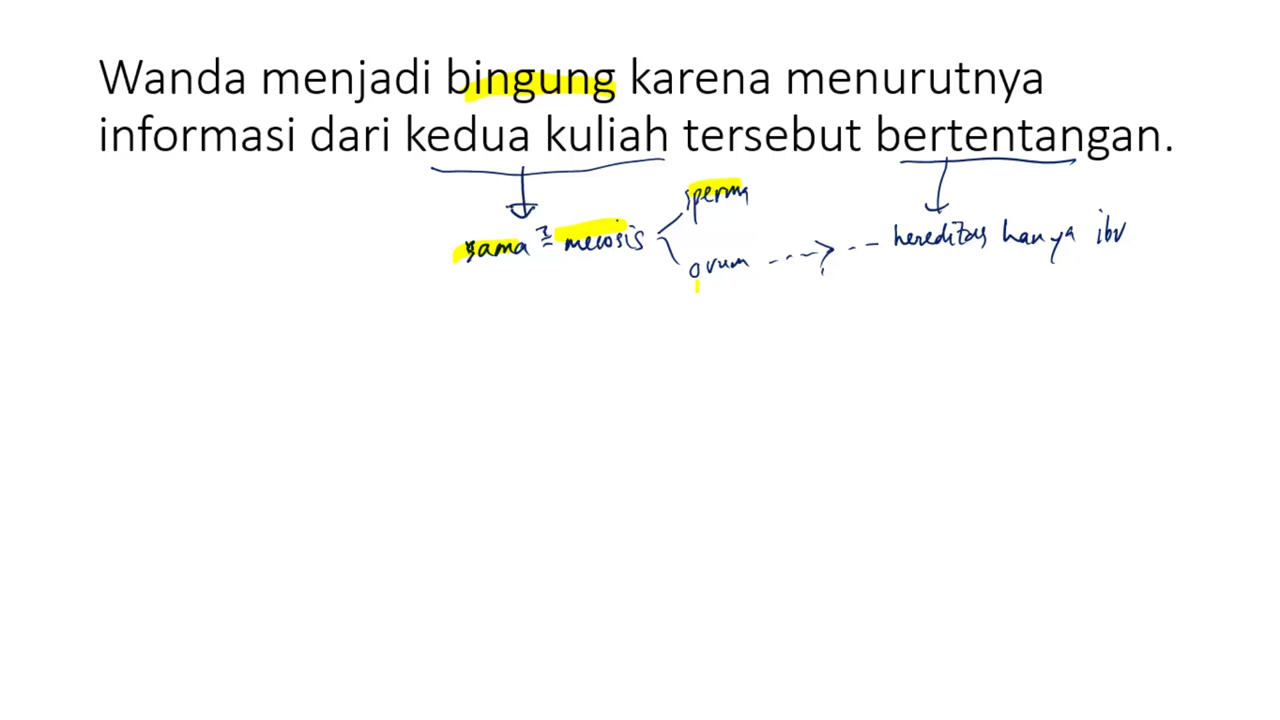 Wanda menjadi bingung karena menurutnya
informasi dari kedua kuliah tersebut bertentangan.
sperma
sama ≅ meiosis
ovum
hereditas hanya ibu